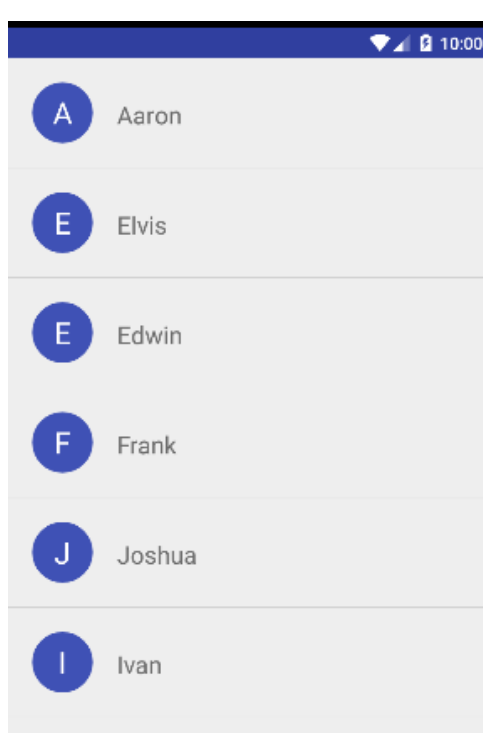 10:00
A Aaron
E Elvis
E Edwin
F Frank
J Joshua
I Ivan